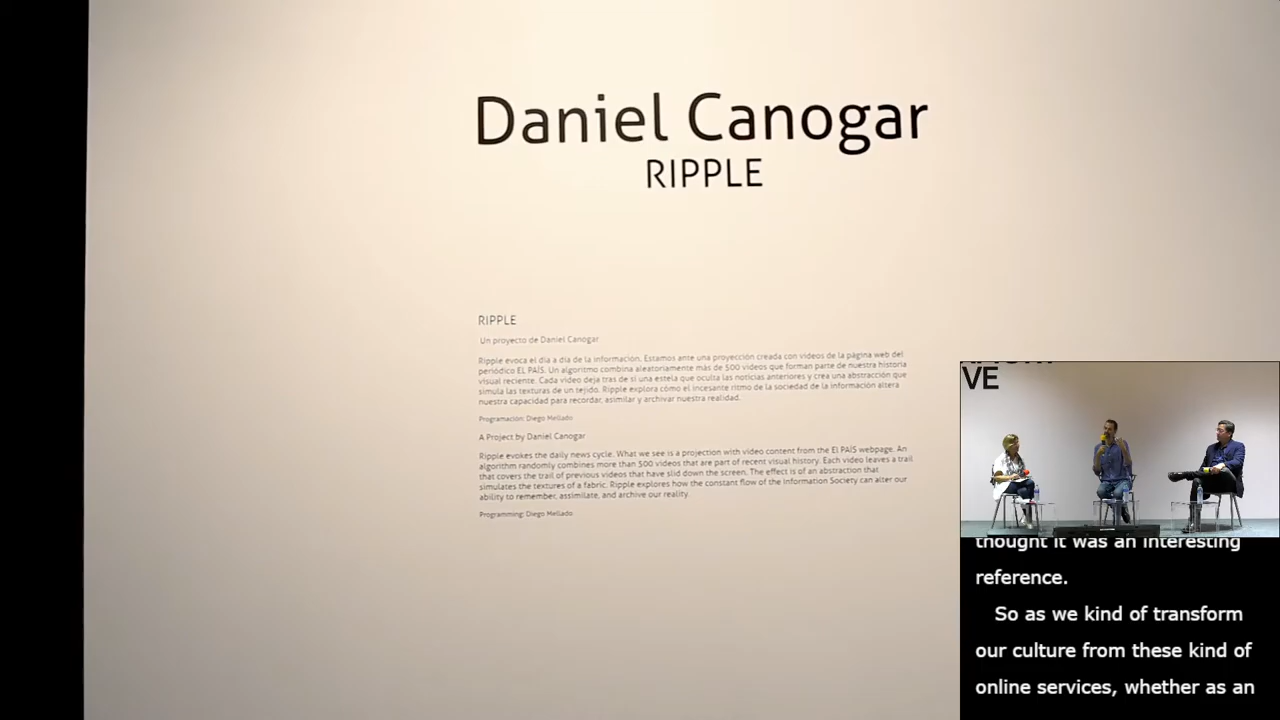 Daniel Canogar
RIPPLE
RIPPLE
Un proyecto de Daniel Canogar
Ripple evoca el día a día de la información. Estamos ante una proyección creada con videos de la página web del
periódico EL PAÍS. Un algoritmo combina aleatoriamente más de 500 videos que forman parte de nuestra historia
visual reciente. Cada video deja tras de sí una estela que oculta las noticias anteriores y crea una abstracción que
simula las texturas de un tejido. Ripple explora cómo el incesante ritmo de la sociedad de la información altera
nuestra capacidad para recordar, asimilar y archivar nuestra realidad.
Programación: Diego Mellado
A Project by Daniel Canogar
Ripple evokes the daily news cycle. What we see is a projection with video content from the El PAÍS webpage. An
algorithm randomly combines more than 500 videos that are part of recent visual history. Each video leaves a trail
that covers the trail of previous videos that have slid down the screen. The effect is of an abstraction that
simulates the textures of a fabric. Ripple explores how the constant flow of the Information Society can alter our
ability to remember, assimilate, and archive our reality.
Programming: Diego Mellado
VE
thought it was an interesting
reference.
So as we kind of transform
our culture from these kind of
online services, whether as an